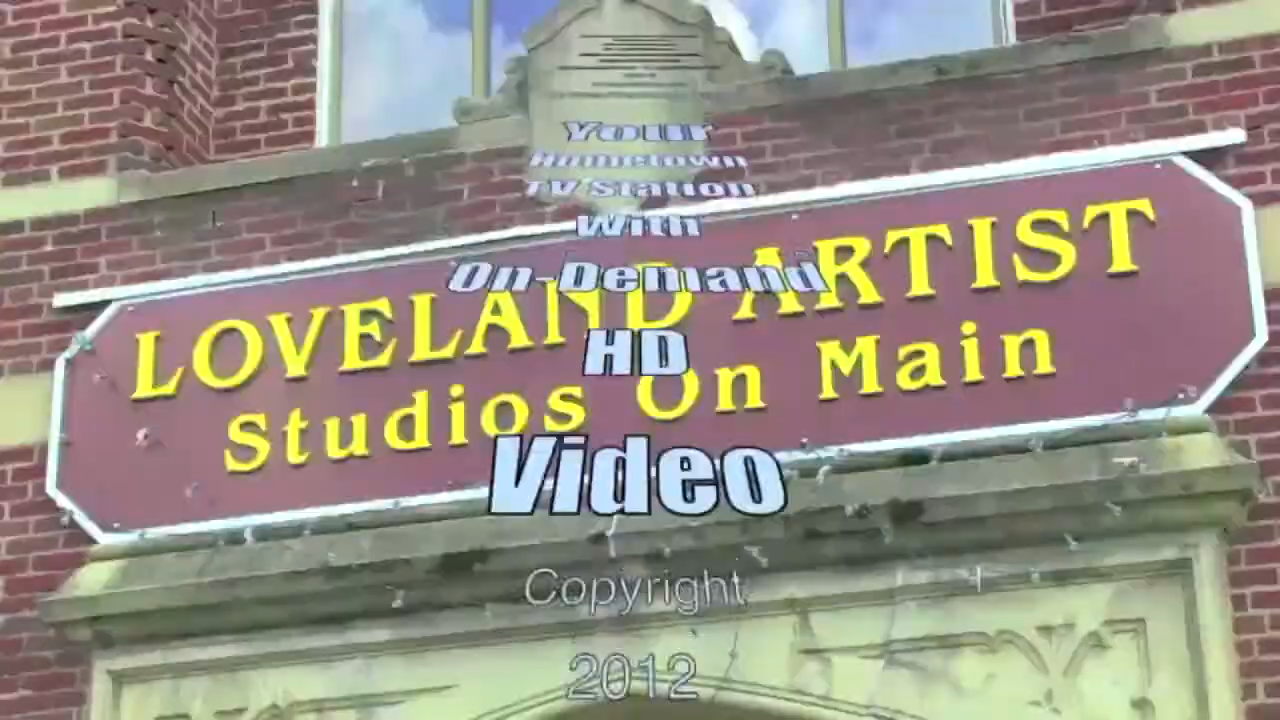 Your
Hometown
TV Station
With
On-Demand
HD
Video
LOVELAND ARTIST
Studios On Main
Copyright
2012